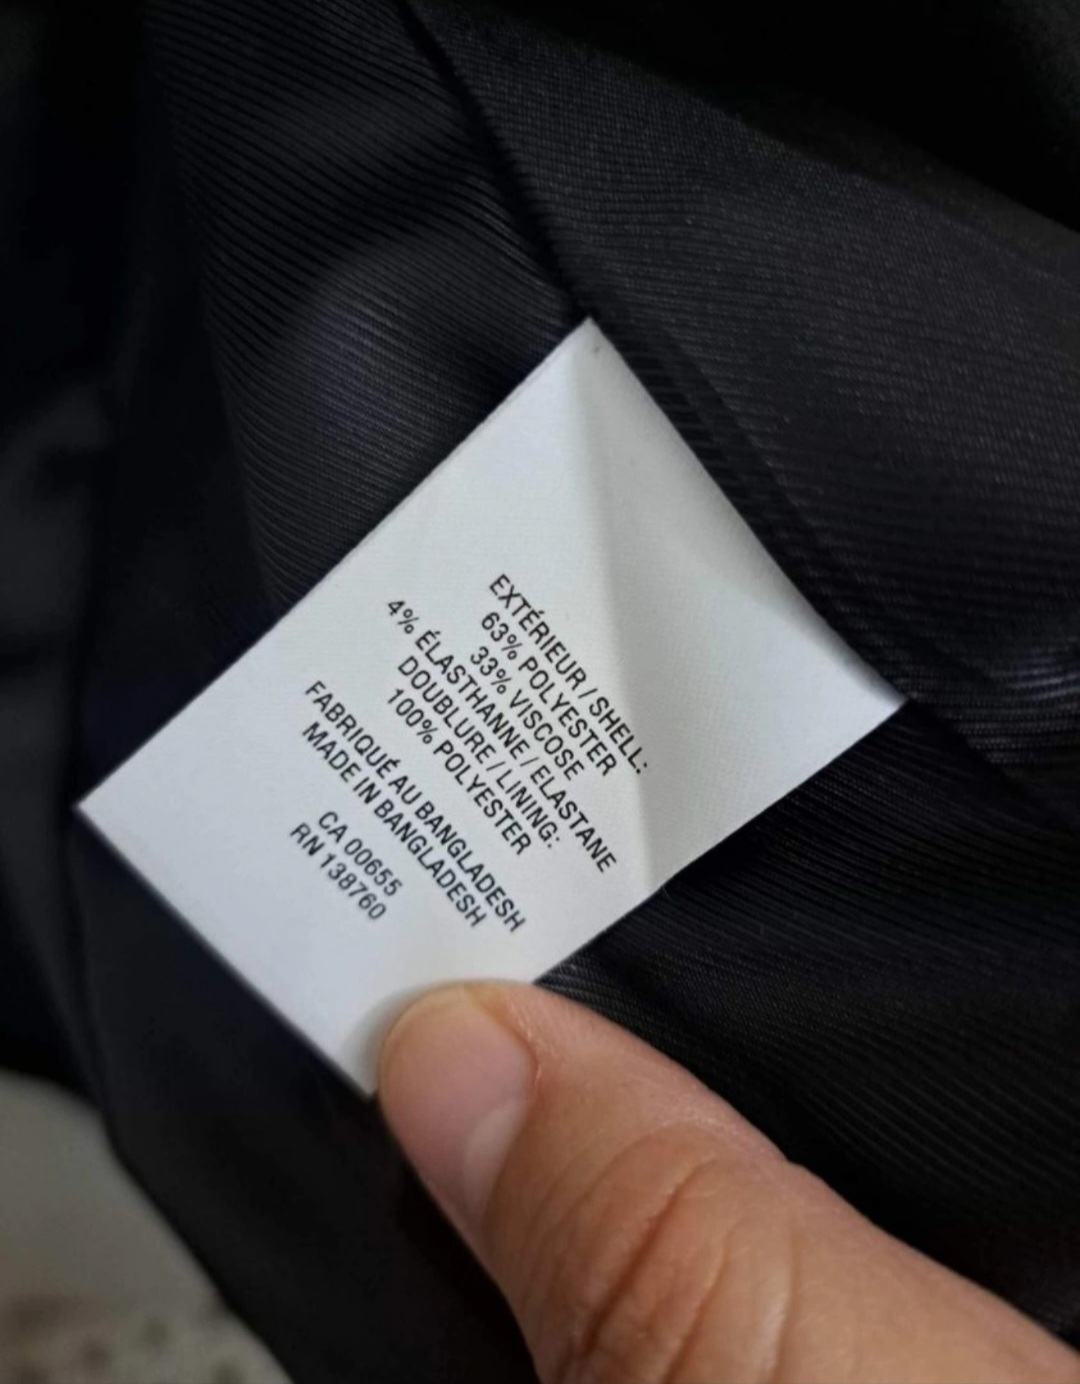 EXTÉRIEUR / SHELL:
63% POLYESTER
33% VISCOSE
4% ÉLASTHANNE / ELASTANE
DOUBLURE / LINING:
100% POLYESTER
FABRIQUÉ AU BANGLADESH
MADE IN BANGLADESH
CA 00655
RN 138760